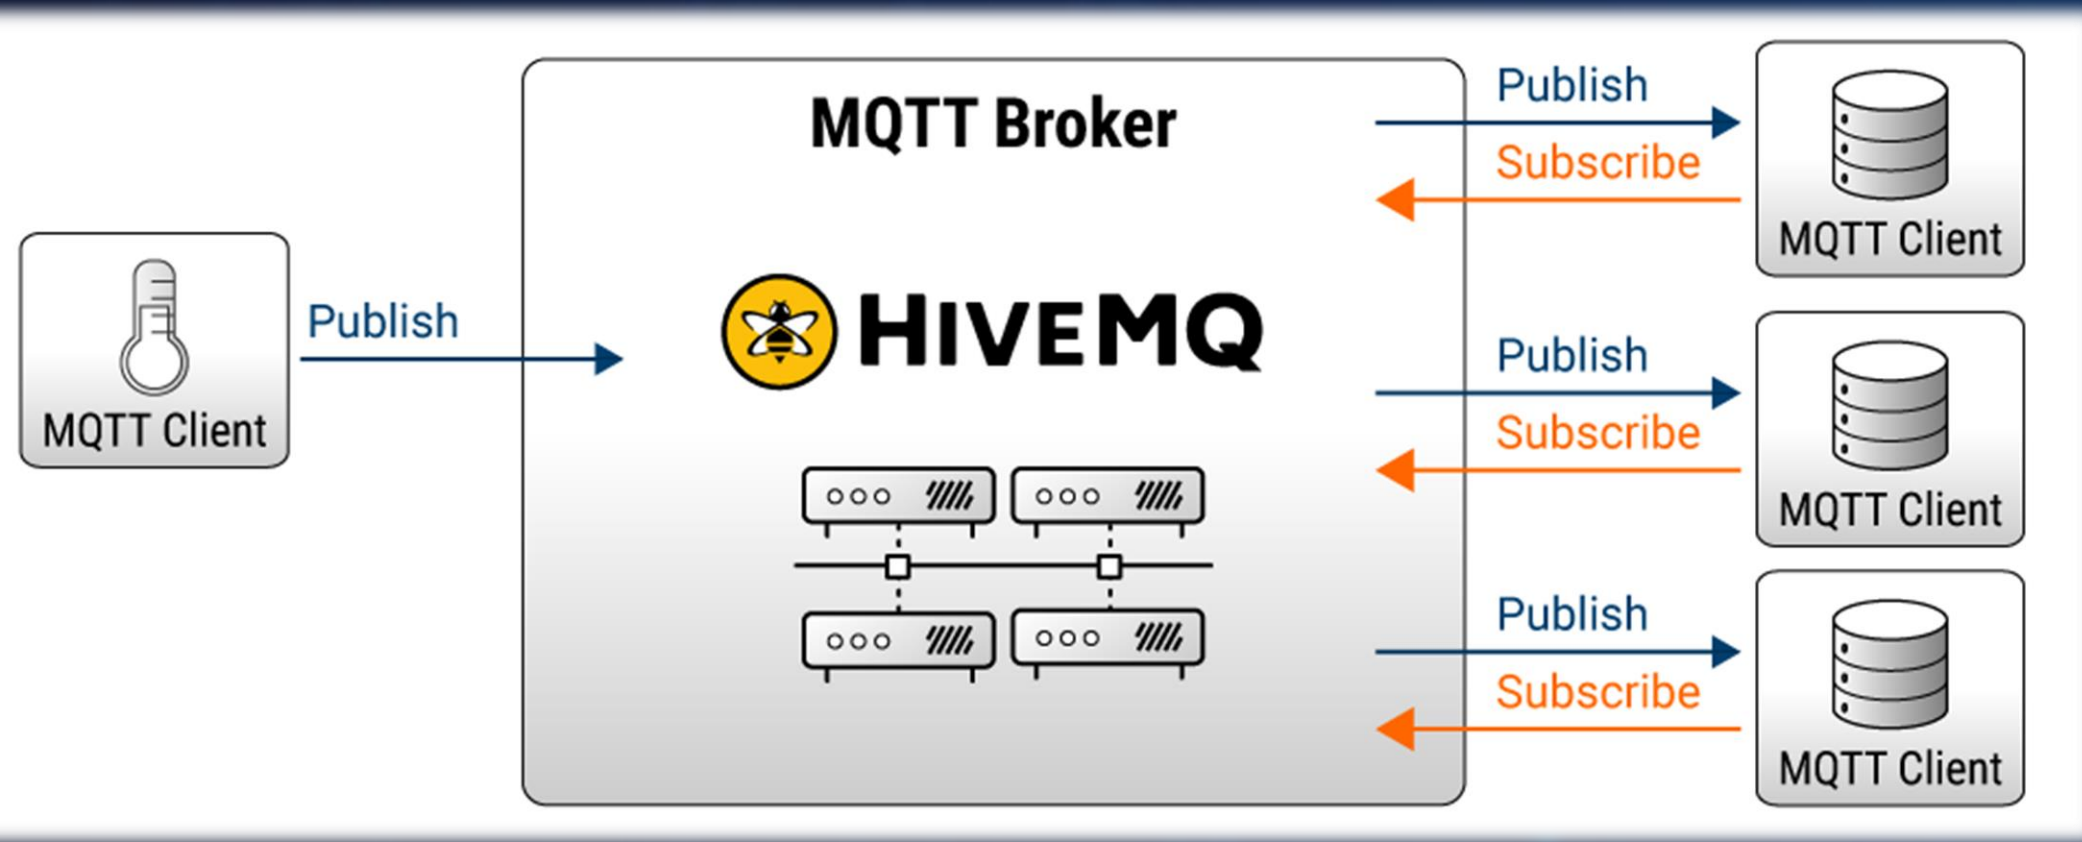 MQTT Broker
HIVEMQ
MQTT Client
Publish
Publish
Subscribe
MQTT Client
Publish
Subscribe
MQTT Client
Publish
Subscribe
MQTT Client